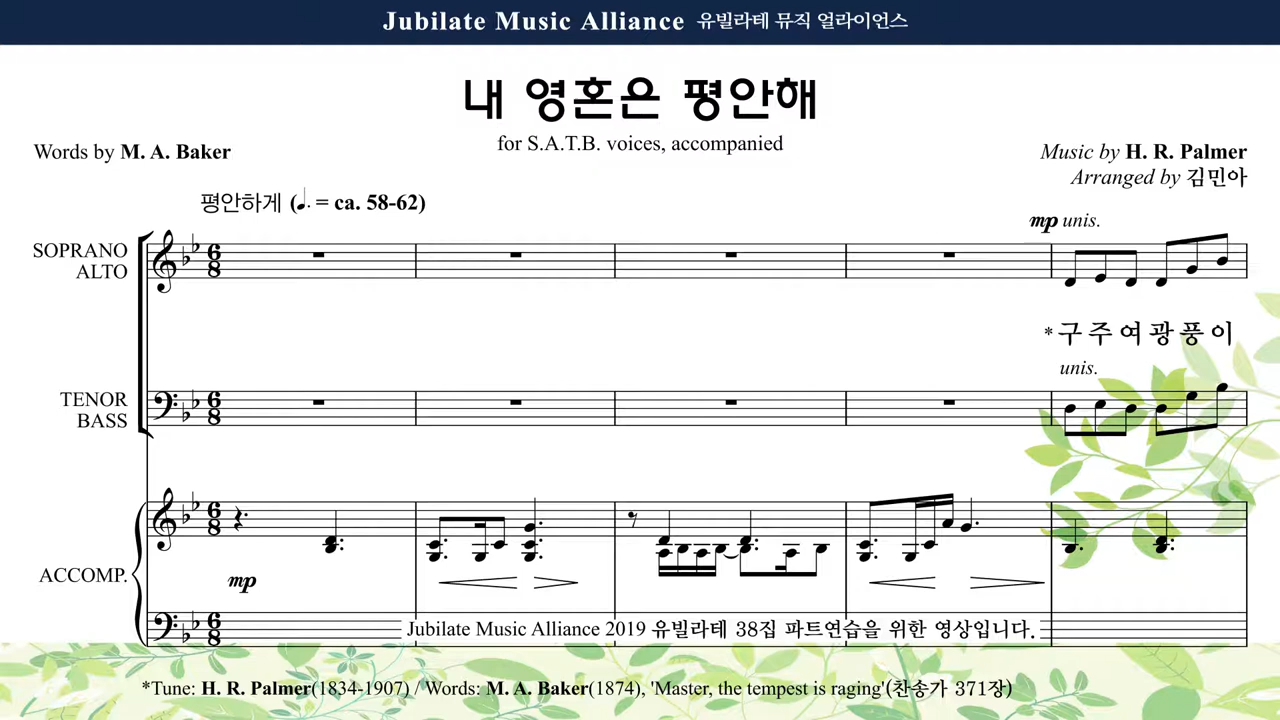 Jubilate Music Alliance 유빌라테 뮤직 얼라이언스
내 영혼은 평안해
for S.A.T.B. voices, accompanied
Words by M. A. Baker
Music by H. R. Palmer
Arranged by 김민아
평안하게 (♩. = ca. 58-62)
mp unis.
SOPRANO
ALTO
*구 주 여 광 풍 이
unis.
TENOR
BASS
ACCOMP.
mp
Jubilate Music Alliance 2019 유빌라테 38집 파트연습을 위한 영상입니다.
*Tune: H. R. Palmer(1834-1907) / Words: M. A. Baker(1874), 'Master, the tempest is raging'(찬송가 371장)